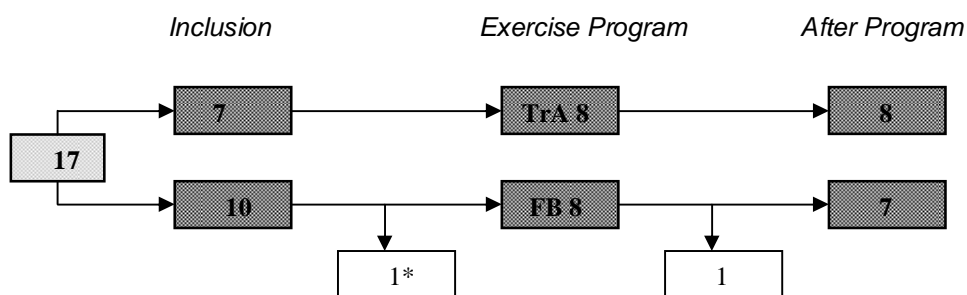 Inclusion Exercise Program After Program
7 TrA 8 8
17
10 FB 8 7
1* 1